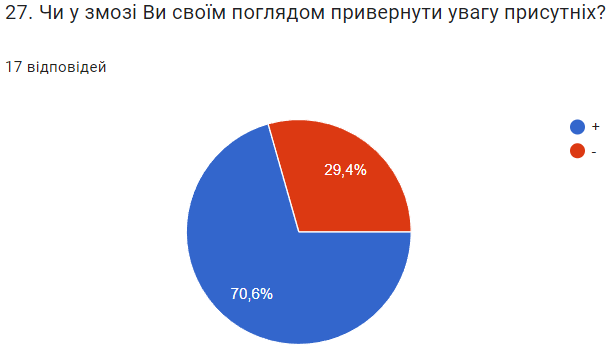 27. Чи у змозі Ви своїм поглядом привернути увагу присутніх?
17 відповідей
+
-
29,4%
70,6%